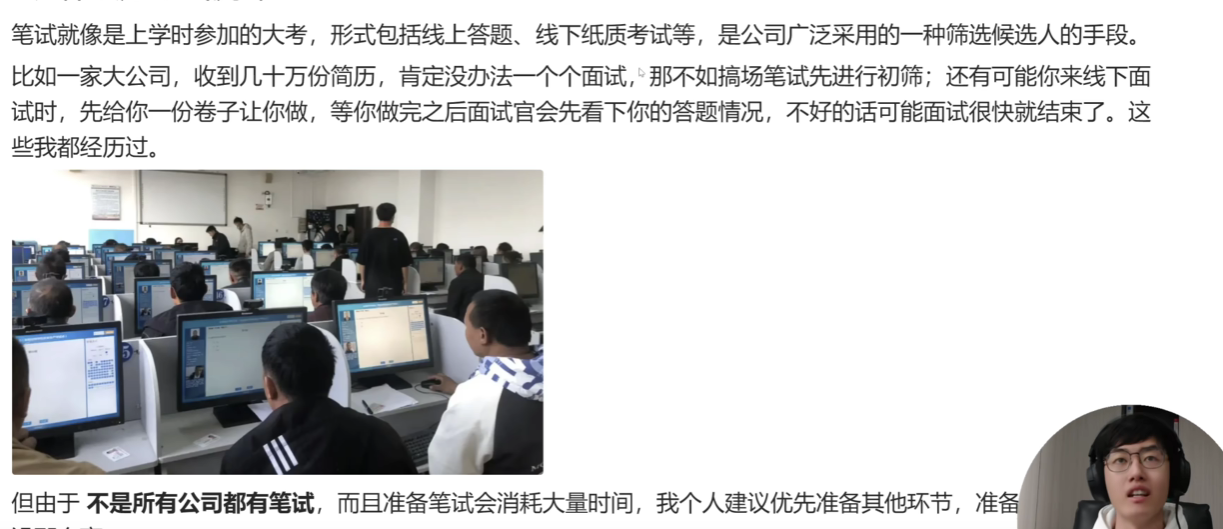 笔试就像是上学时参加的大考，形式包括线上答题、线下纸质考试等，是公司广泛采用的一种筛选候选人的手段。
比如一家大公司，收到几十万份简历，肯定没办法一个个面试，那不如搞场笔试先进行初筛；还有可能你来线下面
试时，先给你一份卷子让你做，等你做完之后面试官会先看下你的答题情况，不好的话可能面试很快就结束了。这
些我都经历过。
但由于 不是所有公司都有笔试，而且准备笔试会消耗大量时间，我个人建议优先准备其他环节，准备